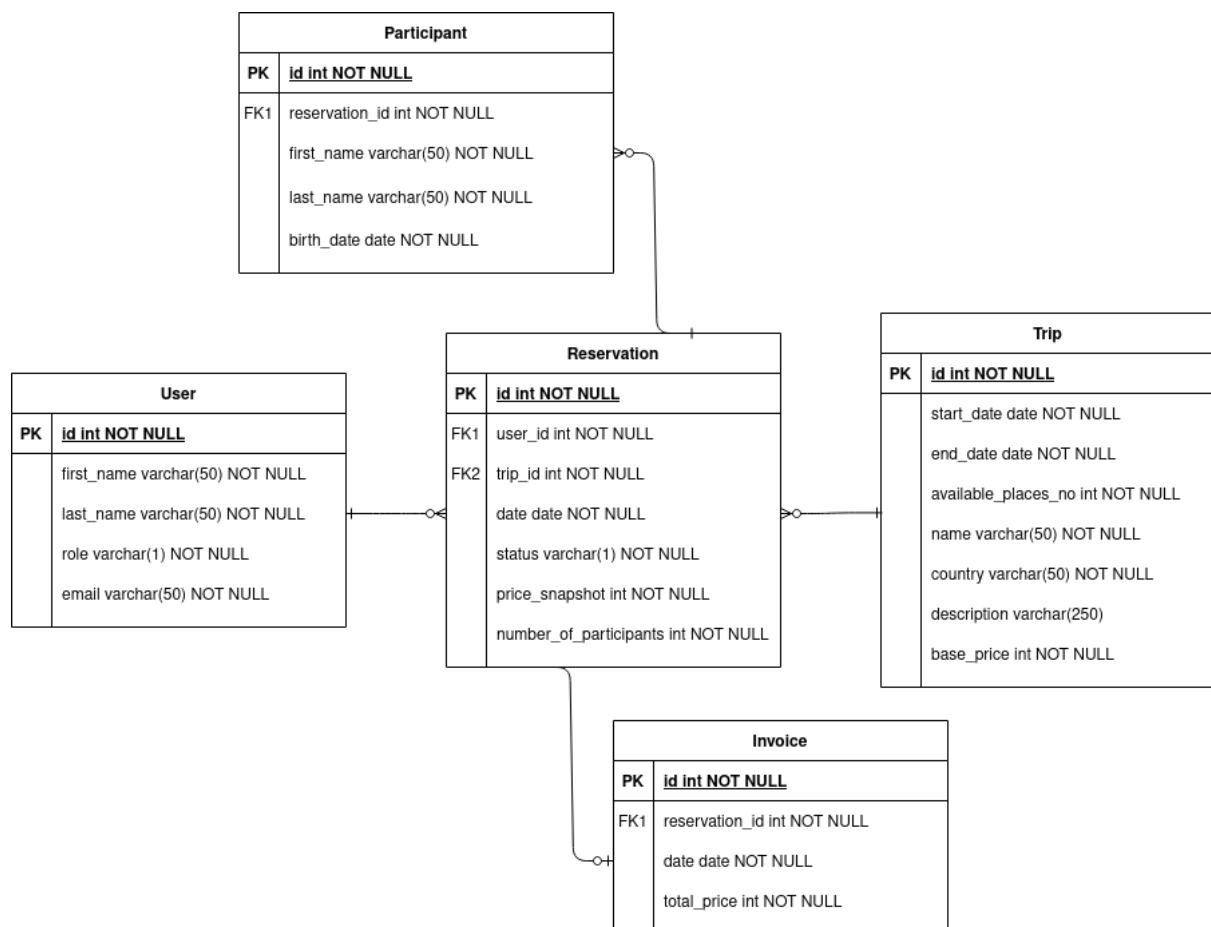 Participant
PK id int NOT NULL
FK1 reservation_id int NOT NULL
first_name varchar(50) NOT NULL
last_name varchar(50) NOT NULL
birth_date date NOT NULL
User
PK id int NOT NULL
first_name varchar(50) NOT NULL
last_name varchar(50) NOT NULL
role varchar(1) NOT NULL
email varchar(50) NOT NULL
Reservation
PK id int NOT NULL
FK1 user_id int NOT NULL
FK2 trip_id int NOT NULL
date date NOT NULL
status varchar(1) NOT NULL
price_snapshot int NOT NULL
number_of_participants int NOT NULL
Trip
PK id int NOT NULL
start_date date NOT NULL
end_date date NOT NULL
available_places_no int NOT NULL
name varchar(50) NOT NULL
country varchar(50) NOT NULL
description varchar(250)
base_price int NOT NULL
Invoice
PK id int NOT NULL
FK1 reservation_id int NOT NULL
date date NOT NULL
total_price int NOT NULL